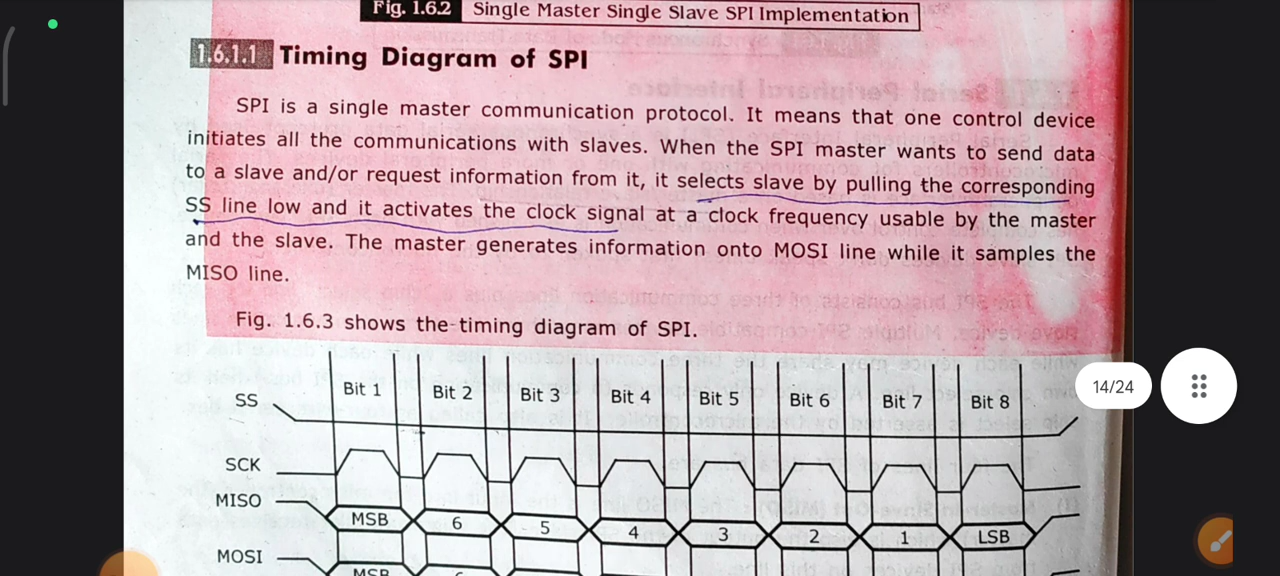 Fig. 1.6.2 Single Master Single Slave SPI Implementation
1.6.1.1 Timing Diagram of SPI
SPI is a single master communication protocol. It means that one control device
initiates all the communications with slaves. When the SPI master wants to send data
to a slave and/or request information from it, it selects slave by pulling the corresponding
SS line low and it activates the clock signal at a clock frequency usable by the master
and the slave. The master generates information onto MOSI line while it samples the
MISO line.
Fig. 1.6.3 shows the timing diagram of SPI.
14/24
SS Bit 1 Bit 2 Bit 3 Bit 4 Bit 5 Bit 6 Bit 7 Bit 8
SCK
MISO
MSB 6 5 4 3 2 1 LSB
MOSI
MSB